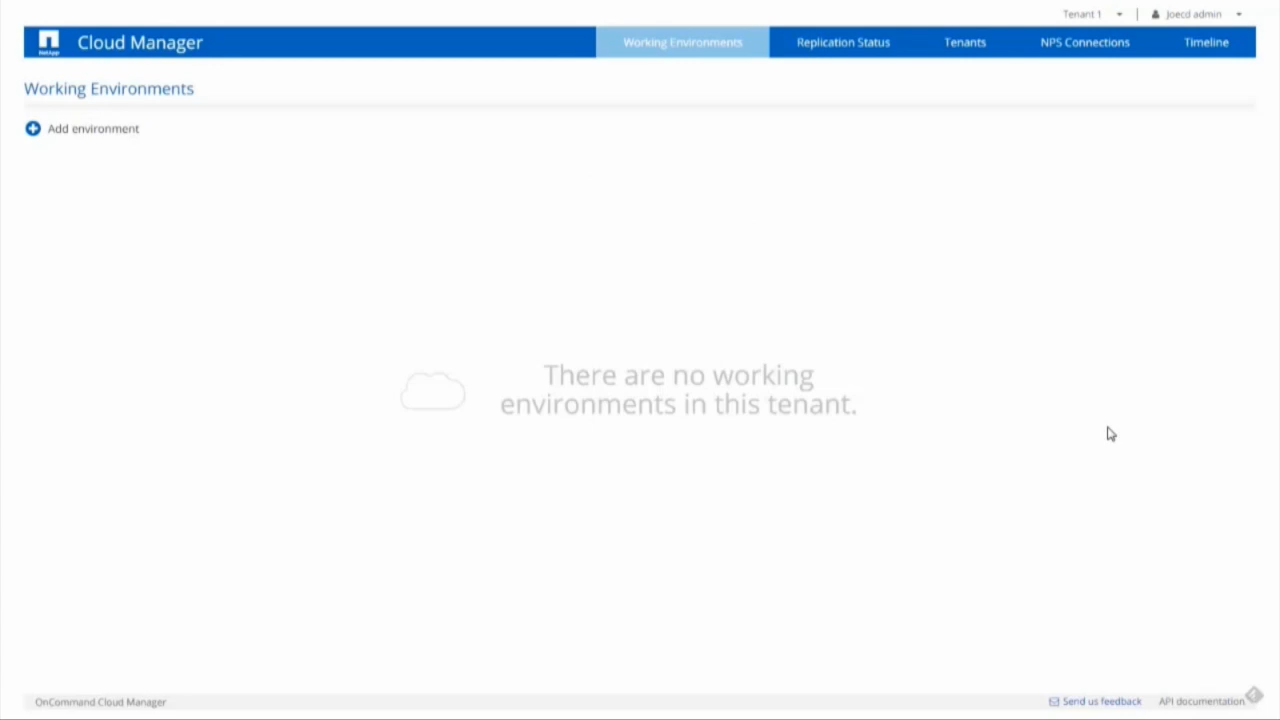 Tenant 1
Joecd admin
NetApp
Cloud Manager
Working Environments
Replication Status
Tenants
NPS Connections
Timeline
Working Environments
Add environment
There are no working
environments in this tenant.
OnCommand Cloud Manager
Send us feedback
API documentation